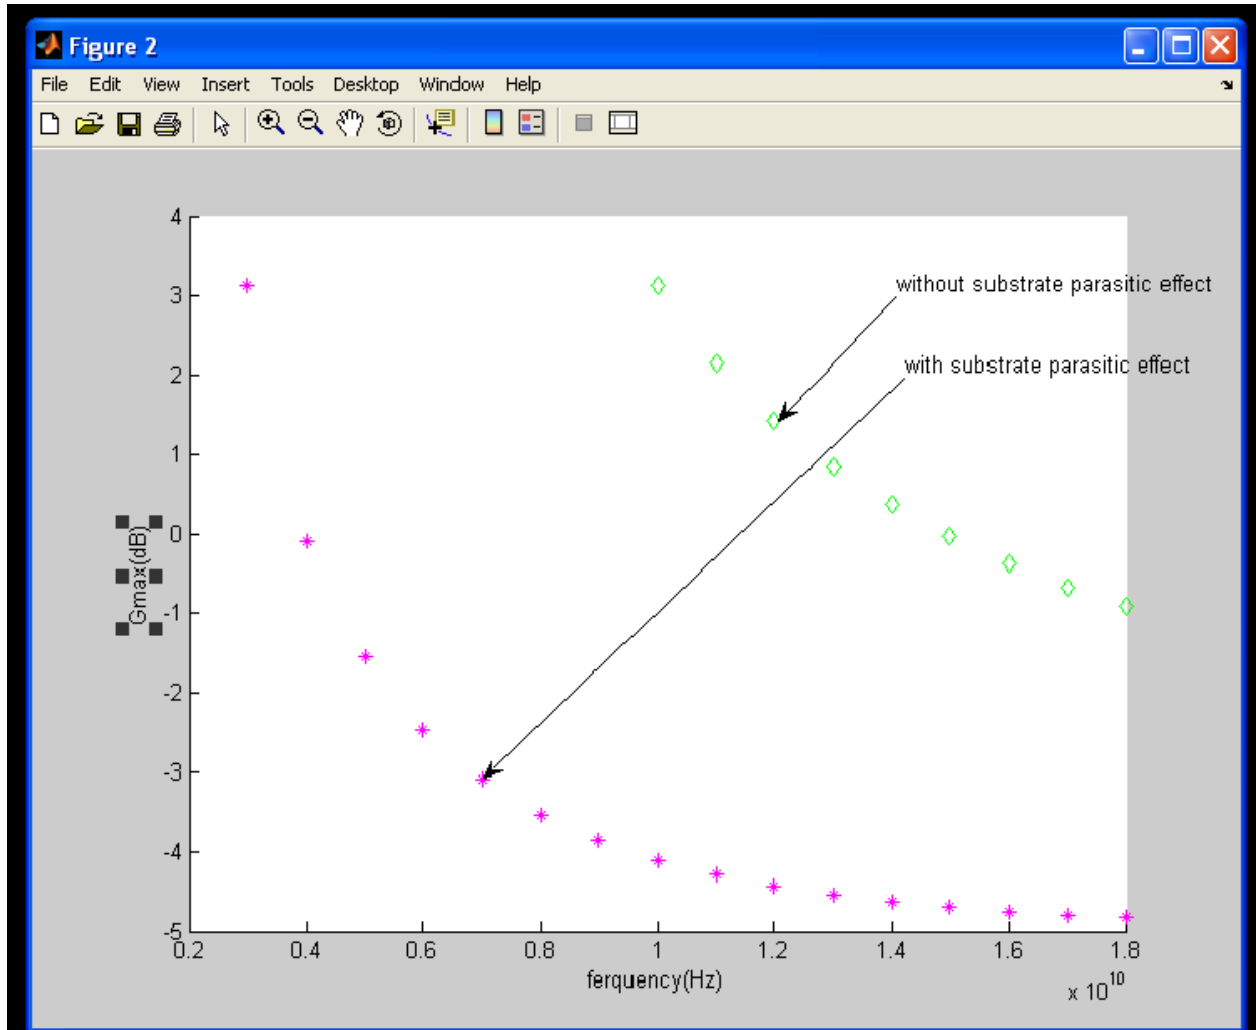 Figure 2
File Edit View Insert Tools Desktop Window Help
4
3
2
1
0
-1
-2
-3
-4
-5
Gmax(dB)
without substrate parasitic effect
with substrate parasitic effect
0.2 0.4 0.6 0.8 1 1.2 1.4 1.6 1.8
ferquency(Hz)
x 10^10